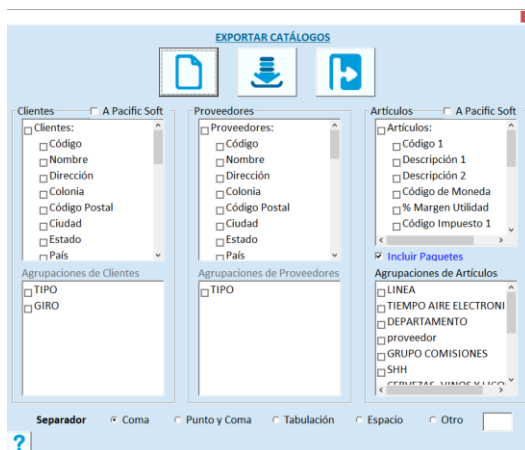 EXPORTAR CATÁLOGOS
Clientes
A Pacific Soft
Clientes:
Código
Nombre
Dirección
Colonia
Código Postal
Ciudad
Estado
País
Agrupaciones de Clientes
TIPO
GIRO
Proveedores
Proveedores:
Código
Nombre
Dirección
Colonia
Código Postal
Ciudad
Estado
País
Agrupaciones de Proveedores
TIPO
Artículos
A Pacific Soft
Artículos:
Código 1
Descripción 1
Descripción 2
Código de Moneda
% Margen Utilidad
Código Impuesto 1
Incluir Paquetes
Agrupaciones de Artículos
LINEA
TIEMPO AIRE ELECTRONI
DEPARTAMENTO
proveedor
GRUPO COMISIONES
SHH
CERVEZAS, VINOS Y LICO
Separador Coma Punto y Coma Tabulación Espacio Otro
?